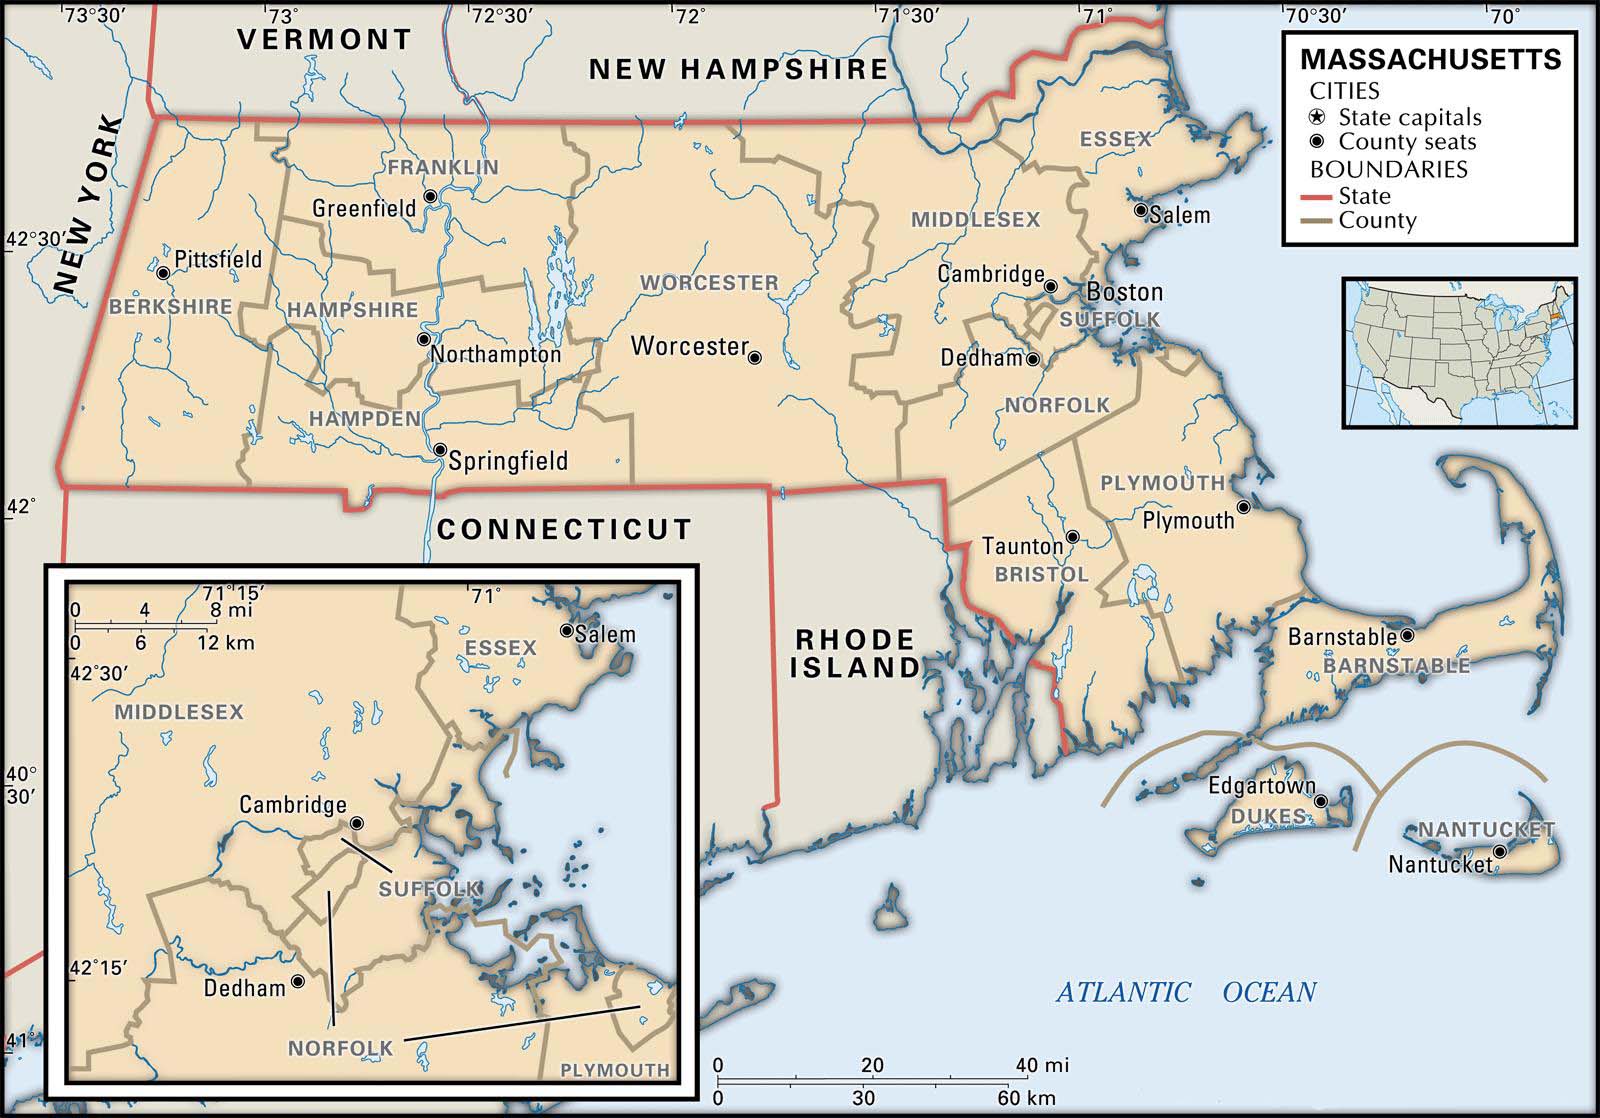 73°30′
73°
72°30′
72°
71°30′
71°
70°30′
70°
VERMONT
NEW HAMPSHIRE
NEW YORK
MASSACHUSETTS
CITIES
State capitals
County seats
BOUNDARIES
State
County
ESSEX
FRANKLIN
Greenfield
MIDDLESEX
Salem
42°30′
Pittsfield
BERKSHIRE
HAMPSHIRE
WORCESTER
Cambridge
Boston
SUFFOLK
Northampton
Worcester
Dedham
HAMPDEN
NORFOLK
Springfield
PLYMOUTH
42°
Plymouth
CONNECTICUT
Taunton
BRISTOL
RHODE
ISLAND
Barnstable
BARNSTABLE
40°
30′
Edgartown
DUKES
NANTUCKET
Nantucket
ATLANTIC OCEAN
41°
0 20 40 mi
0 30 60 km
71°15′
71°
0 4 8 mi
0 6 12 km
42°30′
ESSEX
Salem
MIDDLESEX
Cambridge
SUFFOLK
42°15′
Dedham
NORFOLK
PLYMOUTH